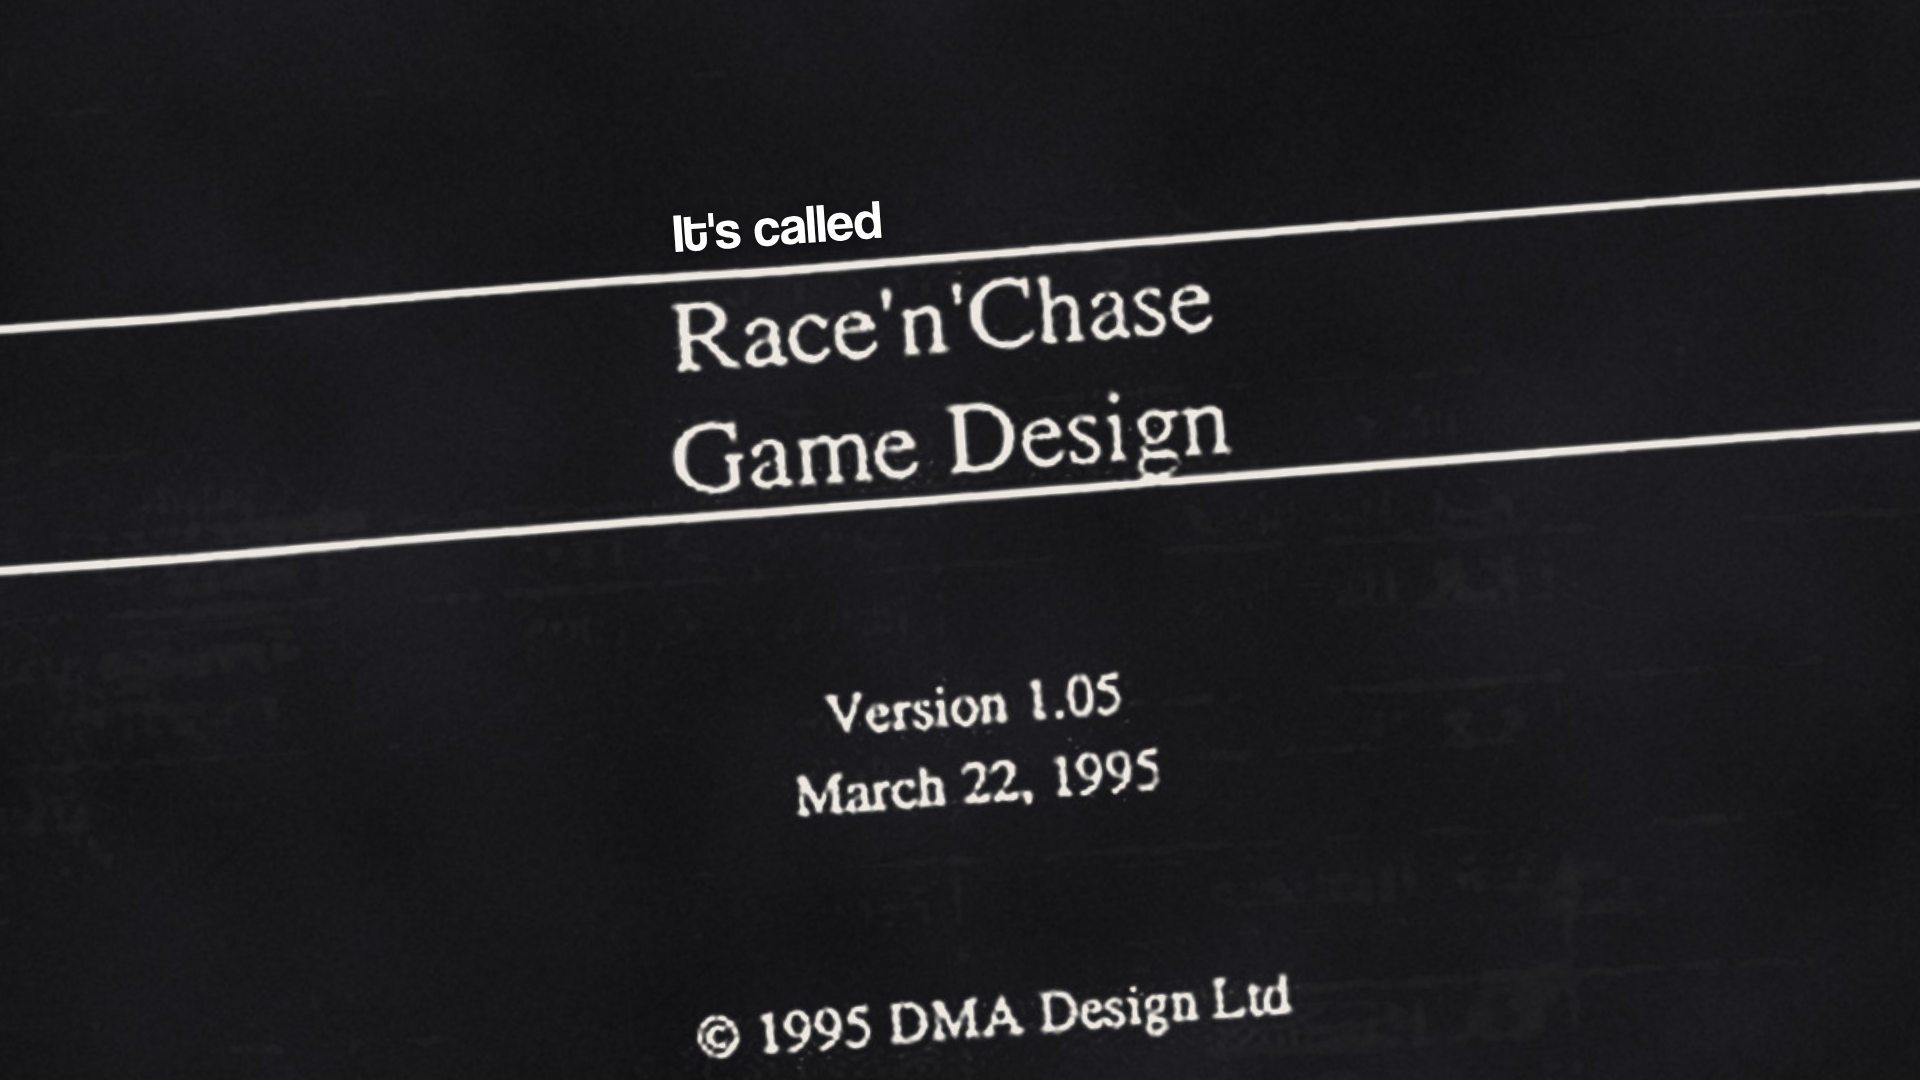 It's called
Race'n'Chase
Game Design
Version 1.05
March 22, 1995
© 1995 DMA Design Ltd